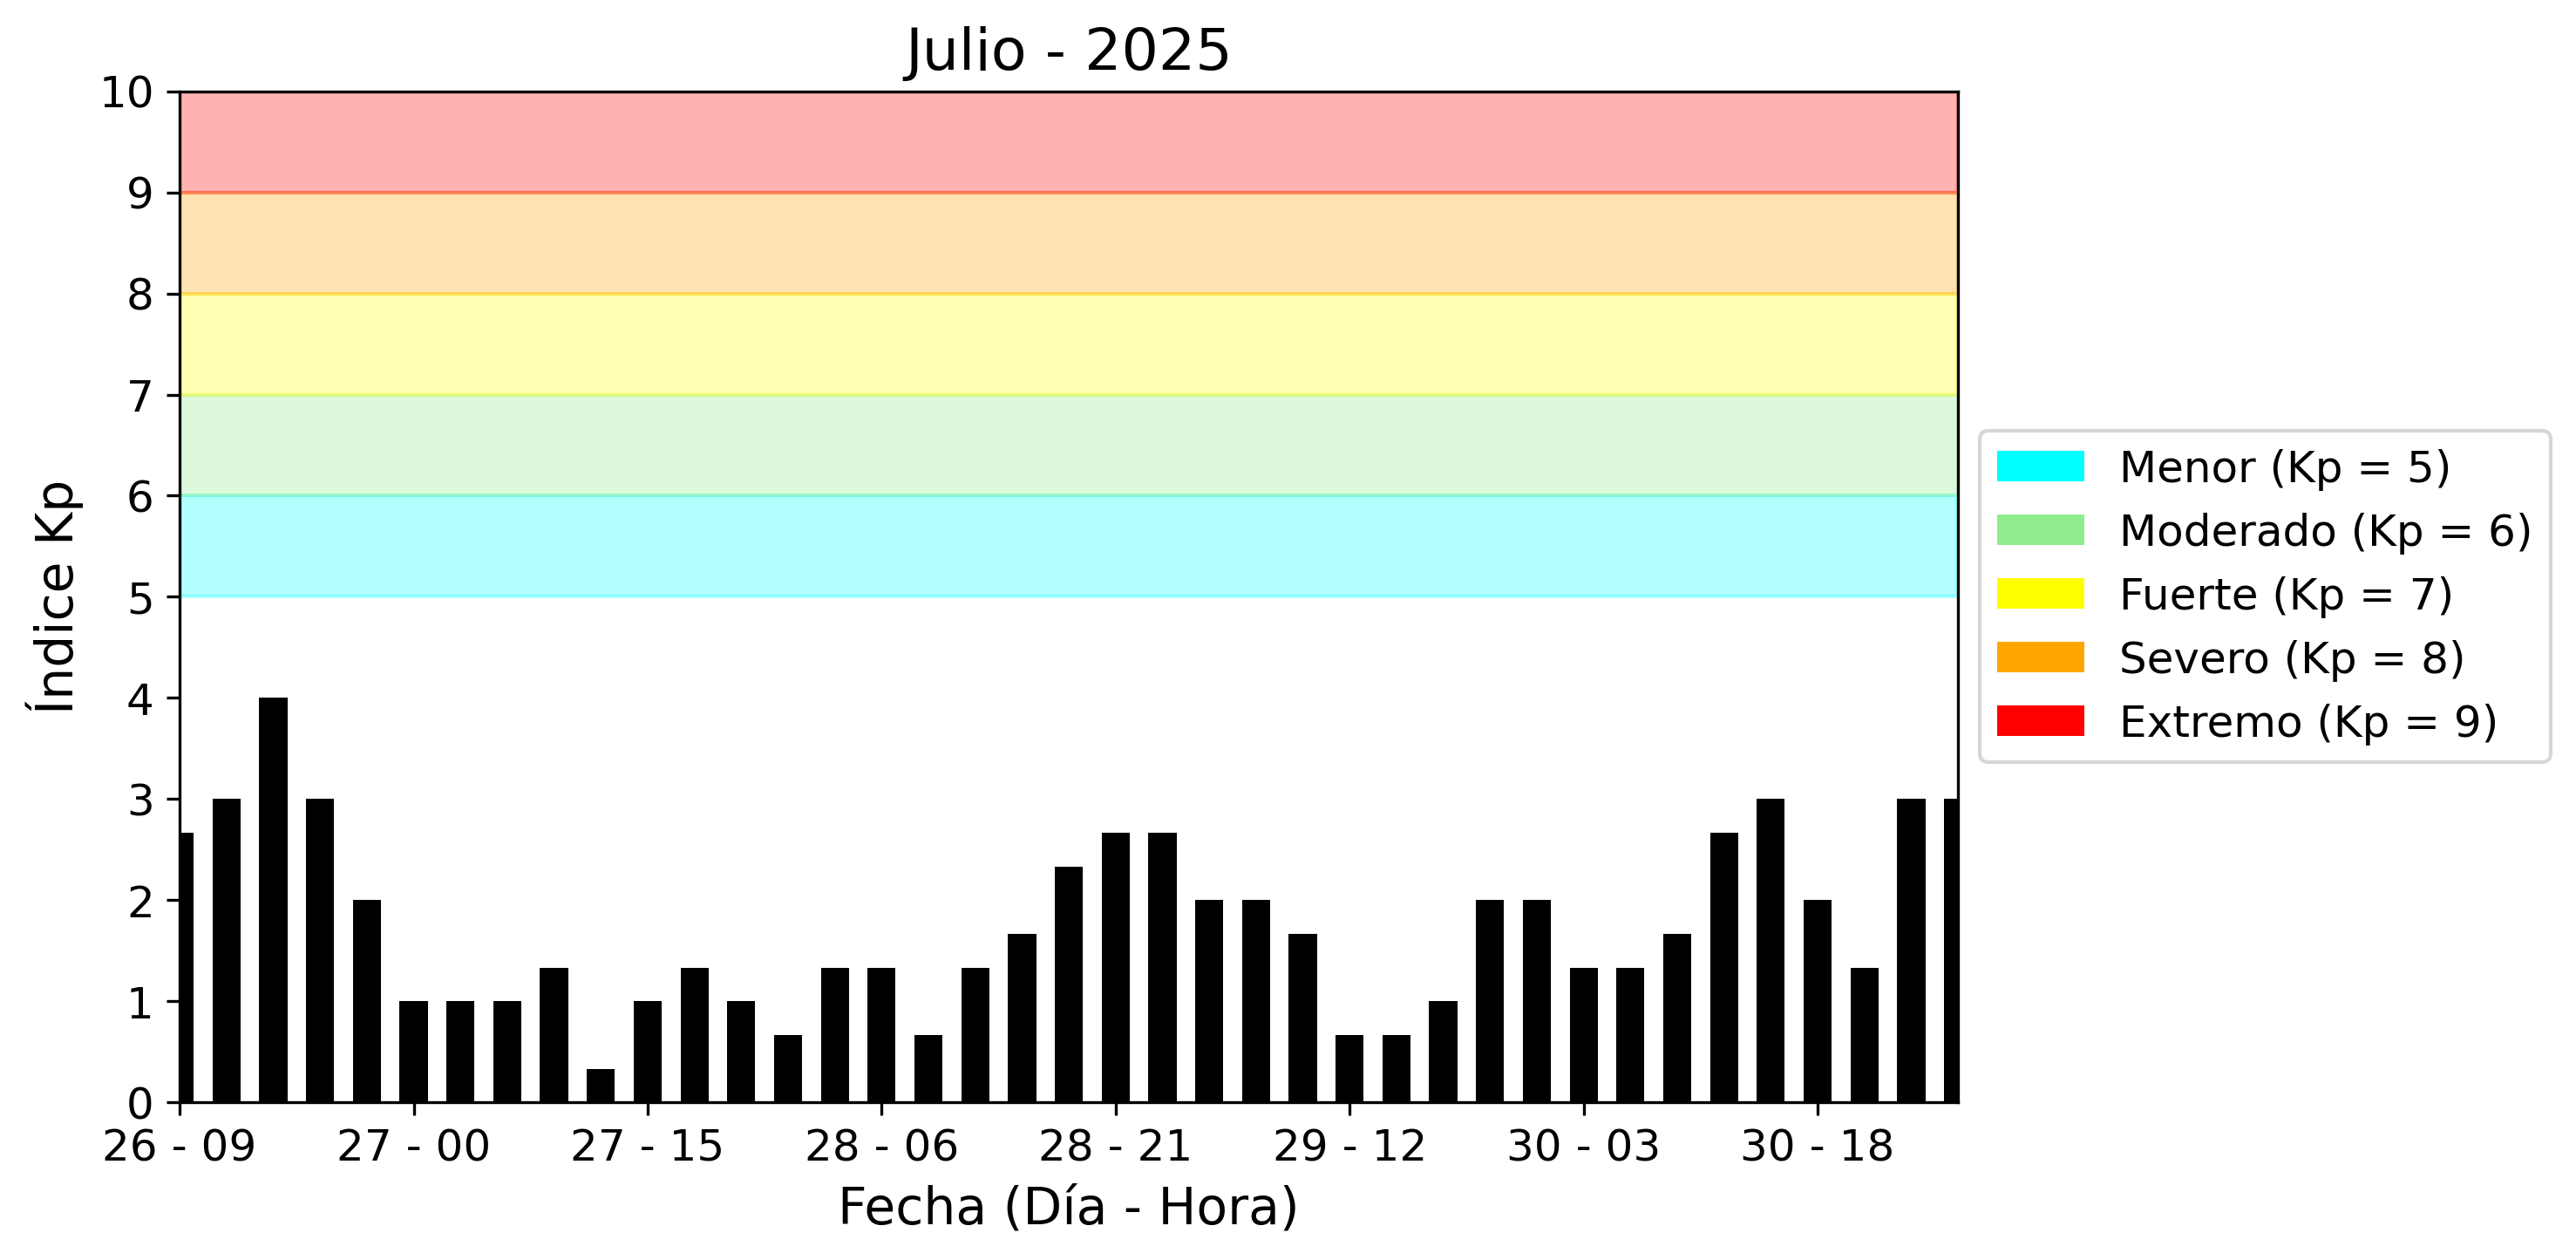 Julio - 2025
10
9
8
7
6
5
4
3
2
1
0
Índice Kp
26 - 09
27 - 00
27 - 15
28 - 06
28 - 21
29 - 12
30 - 03
30 - 18
Fecha (Día - Hora)
Menor (Kp = 5)
Moderado (Kp = 6)
Fuerte (Kp = 7)
Severo (Kp = 8)
Extremo (Kp = 9)